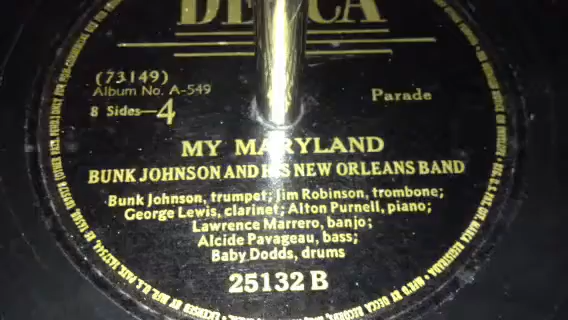 DECCA
(73149)
Album No. A-549
8 Sides—4
Parade
MY MARYLAND
BUNK JOHNSON AND HIS NEW ORLEANS BAND
Bunk Johnson, trumpet; Jim Robinson, trombone;
George Lewis, clarinet; Alton Purnell, piano;
Lawrence Marrero, banjo;
Alcide Pavageau, bass;
Baby Dodds, drums
25132 B